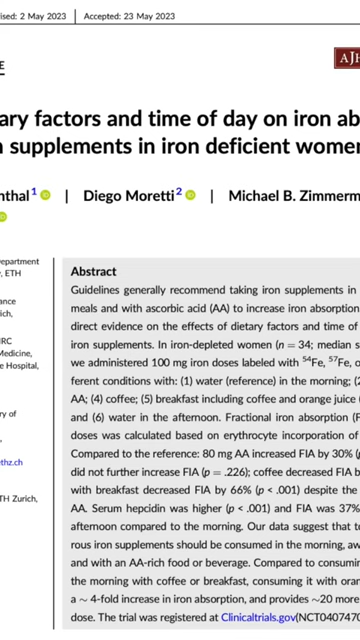 ised: 2 May 2023 | Accepted: 23 May 2023
E
AJH
ary factors and time of day on iron ab
n supplements in iron deficient women
nthal1 | Diego Moretti2 | Michael B. Zimmerm
epartment
, ETH
Abstract
Guidelines generally recommend taking iron supplements in
ance
meals and with ascorbic acid (AA) to increase iron absorption
rich,
direct evidence on the effects of dietary factors and time of
RC
iron supplements. In iron-depleted women (n = 34; median s
Medicine,
we administered 100 mg iron doses labeled with 54Fe, 57Fe, o
e Hospital,
ferent conditions with: (1) water (reference) in the morning; (2
AA; (4) coffee; (5) breakfast including coffee and orange juice (
and (6) water in the afternoon. Fractional iron absorption (F
ry of
doses was calculated based on erythrocyte incorporation of
Compared to the reference: 80 mg AA increased FIA by 30% (p
did not further increase FIA (p = .226); coffee decreased FIA b
ethz.ch
with breakfast decreased FIA by 66% (p < .001) despite the
AA. Serum hepcidin was higher (p < .001) and FIA was 37%
TH Zurich,
afternoon compared to the morning. Our data suggest that t
rous iron supplements should be consumed in the morning, aw
and with an AA-rich food or beverage. Compared to consumin
the morning with coffee or breakfast, consuming it with oran
a ~ 4-fold increase in iron absorption, and provides ~20 more
dose. The trial was registered at Clinicaltrials.gov(NCT0407470